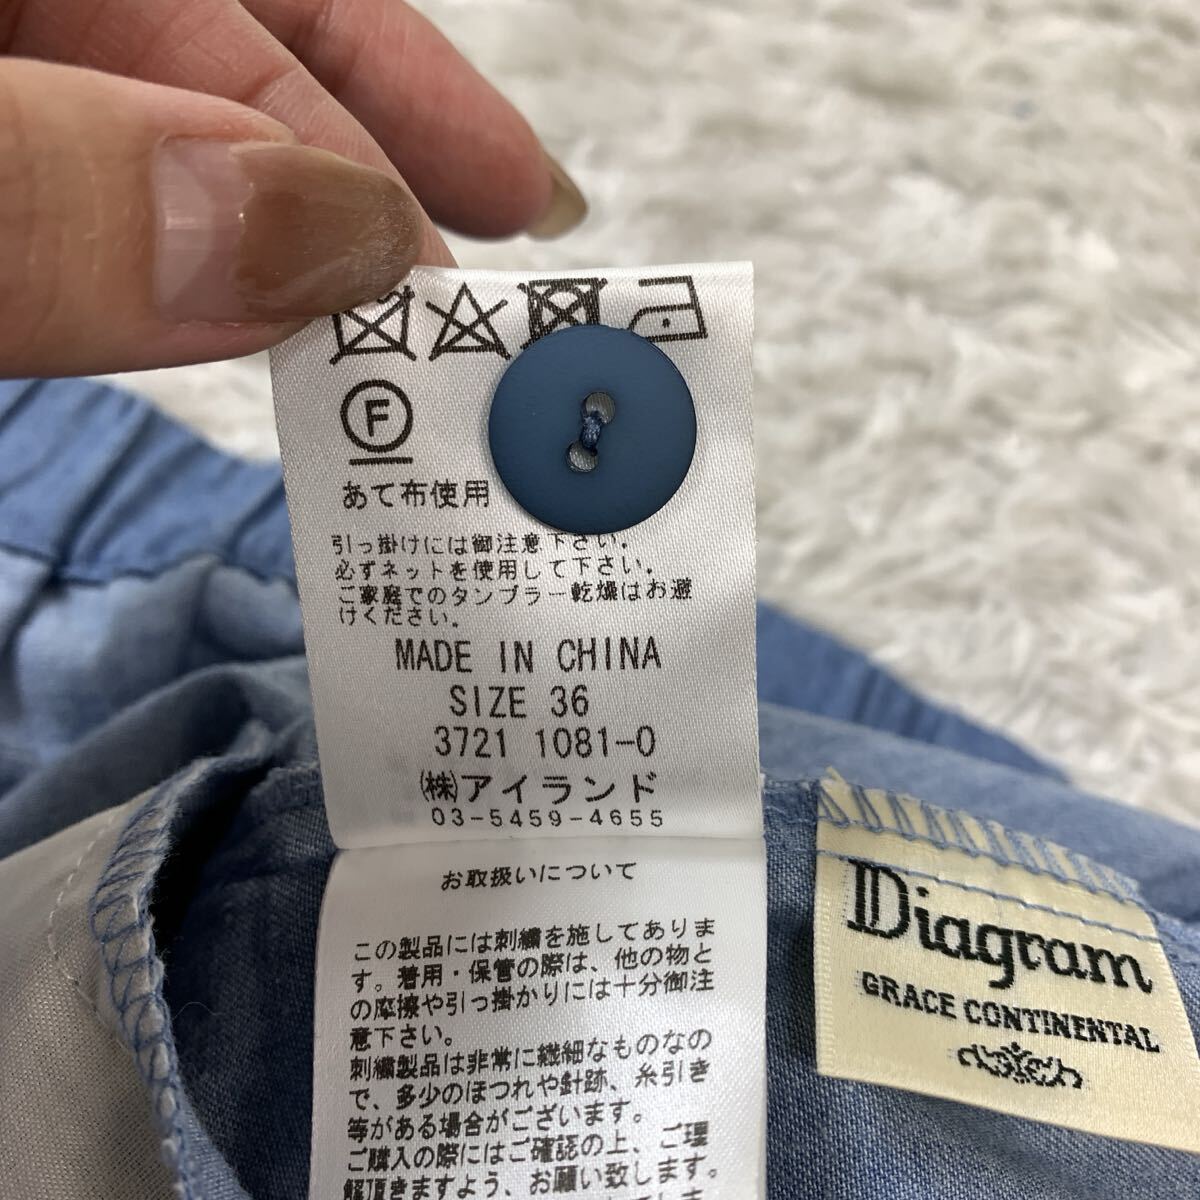 F
あて布使用
引っ掛けには御注意下さい。
必ずネットを使用して下さい。
ご家庭でのタンブラー乾燥はお避
けください。
MADE IN CHINA
SIZE 36
3721 1081-0
㈱アイランド
03-5459-4655
お取扱いについて
この製品には刺繍を施してありま
す。着用・保管の際は、他の物と
の摩擦や引っ掛かりには十分御注
意下さい。
刺繍製品は非常に繊細なものなの
で、多少のほつれや針跡、糸引き
等がある場合がございます。
ご購入の際にはご確認の上、ご理
解頂きますよう、お願い致します。
Diagram
GRACE CONTINENTAL